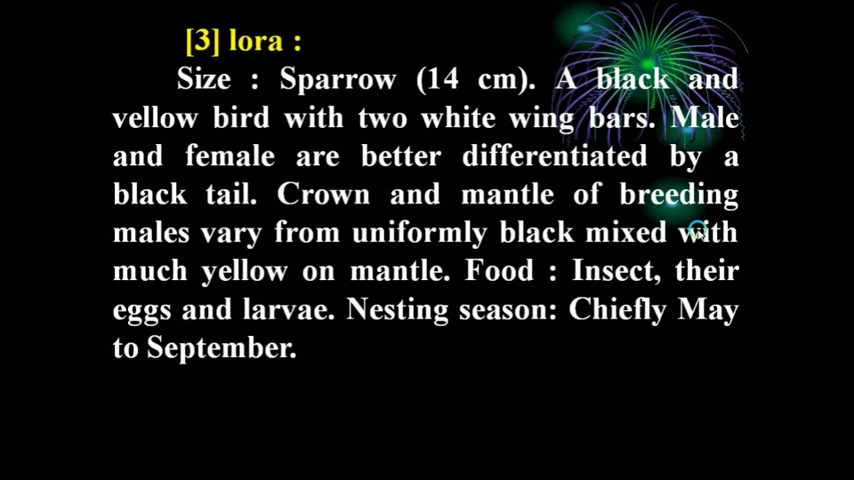 [3] lora :
Size : Sparrow (14 cm). A black and
vellow bird with two white wing bars. Male
and female are better differentiated by a
black tail. Crown and mantle of breeding
males vary from uniformly black mixed with
much yellow on mantle. Food : Insect, their
eggs and larvae. Nesting season: Chiefly May
to September.